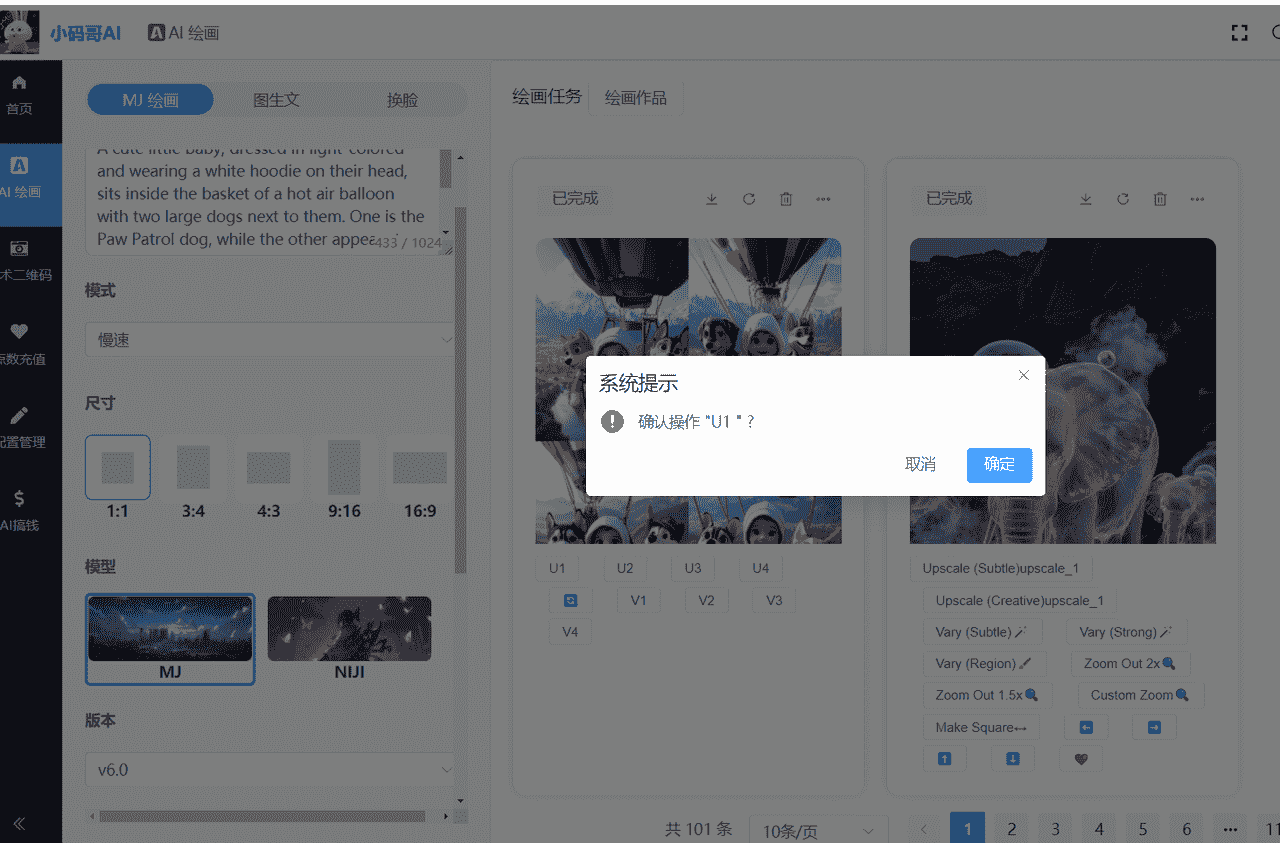 小码哥AI
AI 绘画
首页
AI 绘画
术二维码
点数充值
配置管理
AI搞钱
MJ 绘画
图生文
换脸
A cute little baby, dressed in light-colored
and wearing a white hoodie on their head,
sits inside the basket of a hot air balloon
with two large dogs next to them. One is the
Paw Patrol dog, while the other appea
433 / 1024
模式
慢速
尺寸
1:1
3:4
4:3
9:16
16:9
模型
MJ
NIJI
版本
v6.0
绘画任务
绘画作品
已完成
U1
U2
U3
U4
V1
V2
V3
V4
已完成
Upscale (Subtle)upscale_1
Upscale (Creative)upscale_1
Vary (Subtle)
Vary (Strong)
Vary (Region)
Zoom Out 2x
Zoom Out 1.5x
Custom Zoom
Make Square
系统提示
确认操作 "U1 " ?
取消
确定
共 101 条
10条/页
1
2
3
4
5
6
11